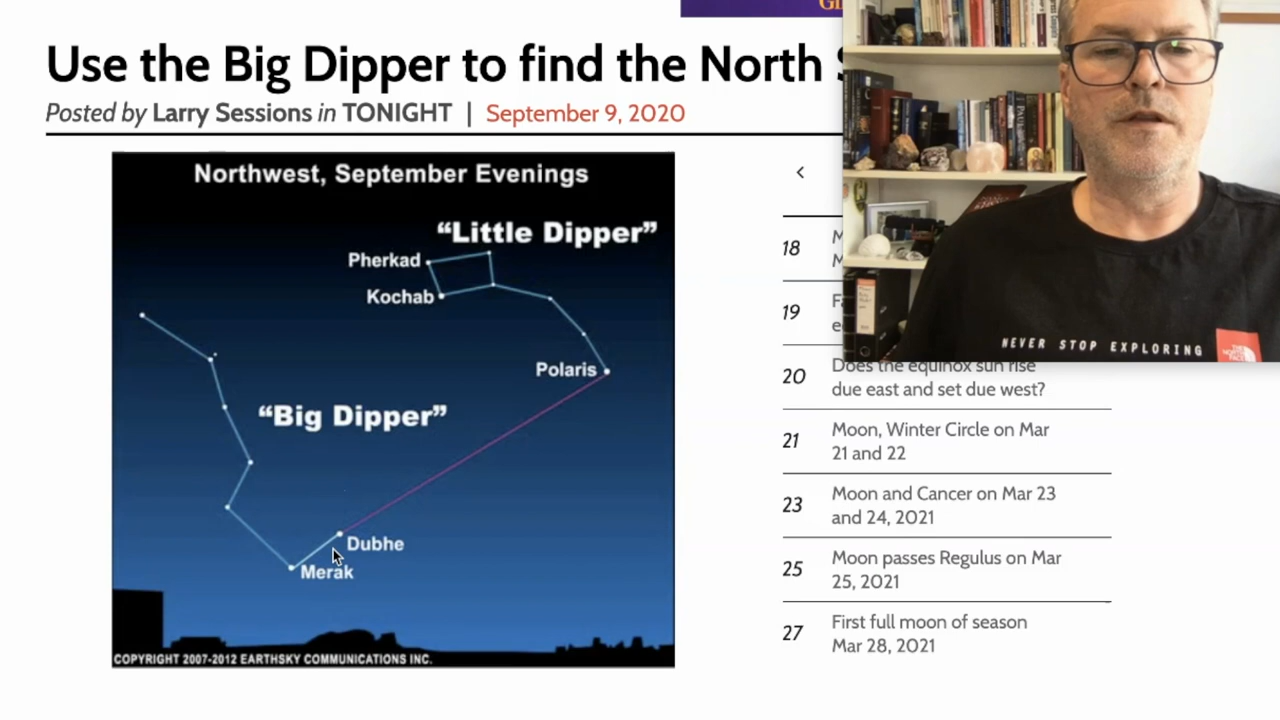 Use the Big Dipper to find the North
Posted by Larry Sessions in TONIGHT | September 9, 2020
Northwest, September Evenings
“Little Dipper”
Pherkad
Kochab
Polaris
“Big Dipper”
Dubhe
Merak
COPYRIGHT 2007-2012 EARTHSKY COMMUNICATIONS INC.
<
18
19
20 Does the equinox sun rise
due east and set due west?
21 Moon, Winter Circle on Mar
21 and 22
23 Moon and Cancer on Mar 23
and 24, 2021
25 Moon passes Regulus on Mar
25, 2021
27 First full moon of season
Mar 28, 2021
NEVER STOP EXPLORING
THE
NORTH
FACE